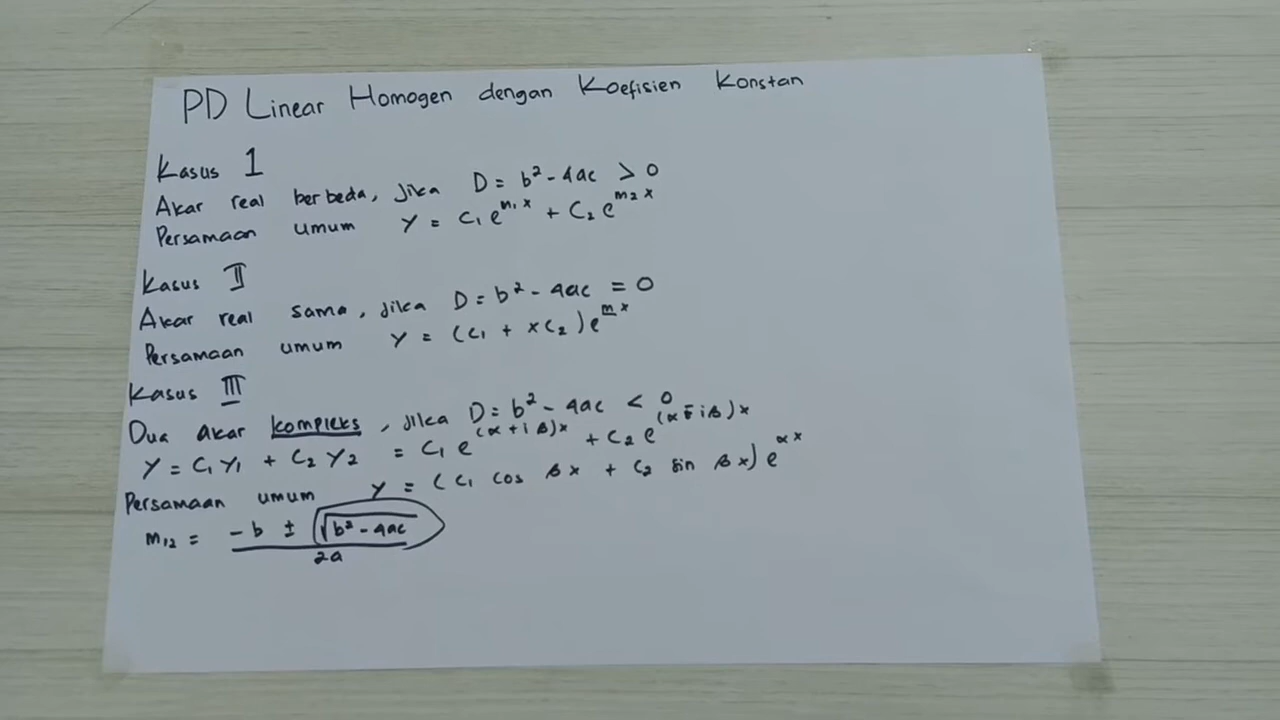 PD Linear Homogen dengan Koefisien Konstan
Kasus I
Akar real berbeda, Jika D = b² - 4ac > 0
Persamaan umum y = C₁ e^{m₁x} + C₂ e^{m₂x}
Kasus II
Akar real sama, Jika D = b² - 4ac = 0
Persamaan umum y = (C₁ + xC₂) e^{mx}
Kasus III
Dua akar kompleks, Jika D = b² - 4ac < 0
y = C₁y₁ + C₂y₂ = C₁ e^{(α + iβ)x} + C₂ e^{(α - iβ)x}
Persamaan umum y = (C₁ cos βx + C₂ sin βx) e^{αx}
m₁₂ = (-b ± √(b² - 4ac)) / 2a